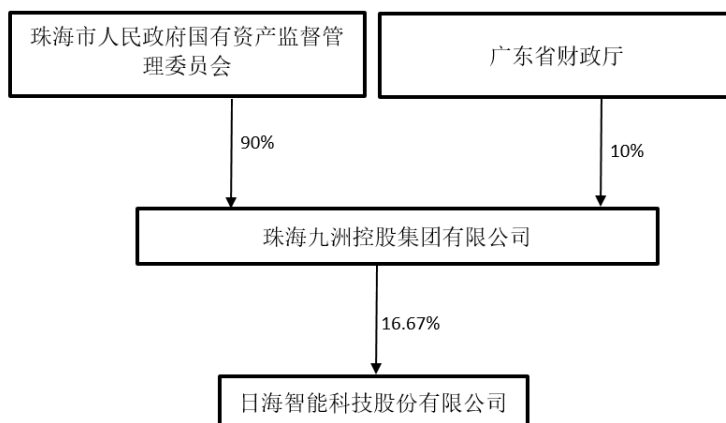 珠海市人民政府国有资产监督管
理委员会
广东省财政厅
90%
10%
珠海九洲控股集团有限公司
16.67%
日海智能科技股份有限公司